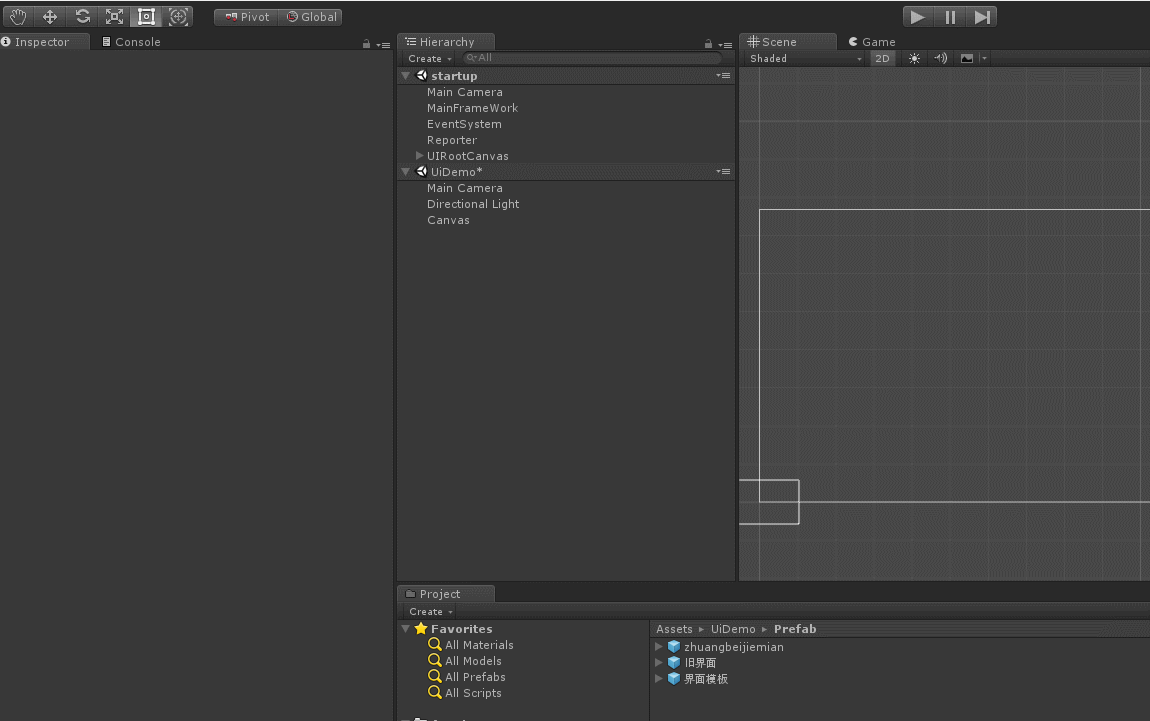 Pivot Global
Inspector Console
Hierarchy
Create All
startup
Main Camera
MainFrameWork
EventSystem
Reporter
UIRootCanvas
UiDemo*
Main Camera
Directional Light
Canvas
Scene Game
Shaded 2D
Project
Create
Favorites
All Materials
All Models
All Prefabs
All Scripts
Assets ▸ UiDemo ▸ Prefab
zhuangbeijiemian
旧界面
界面模板